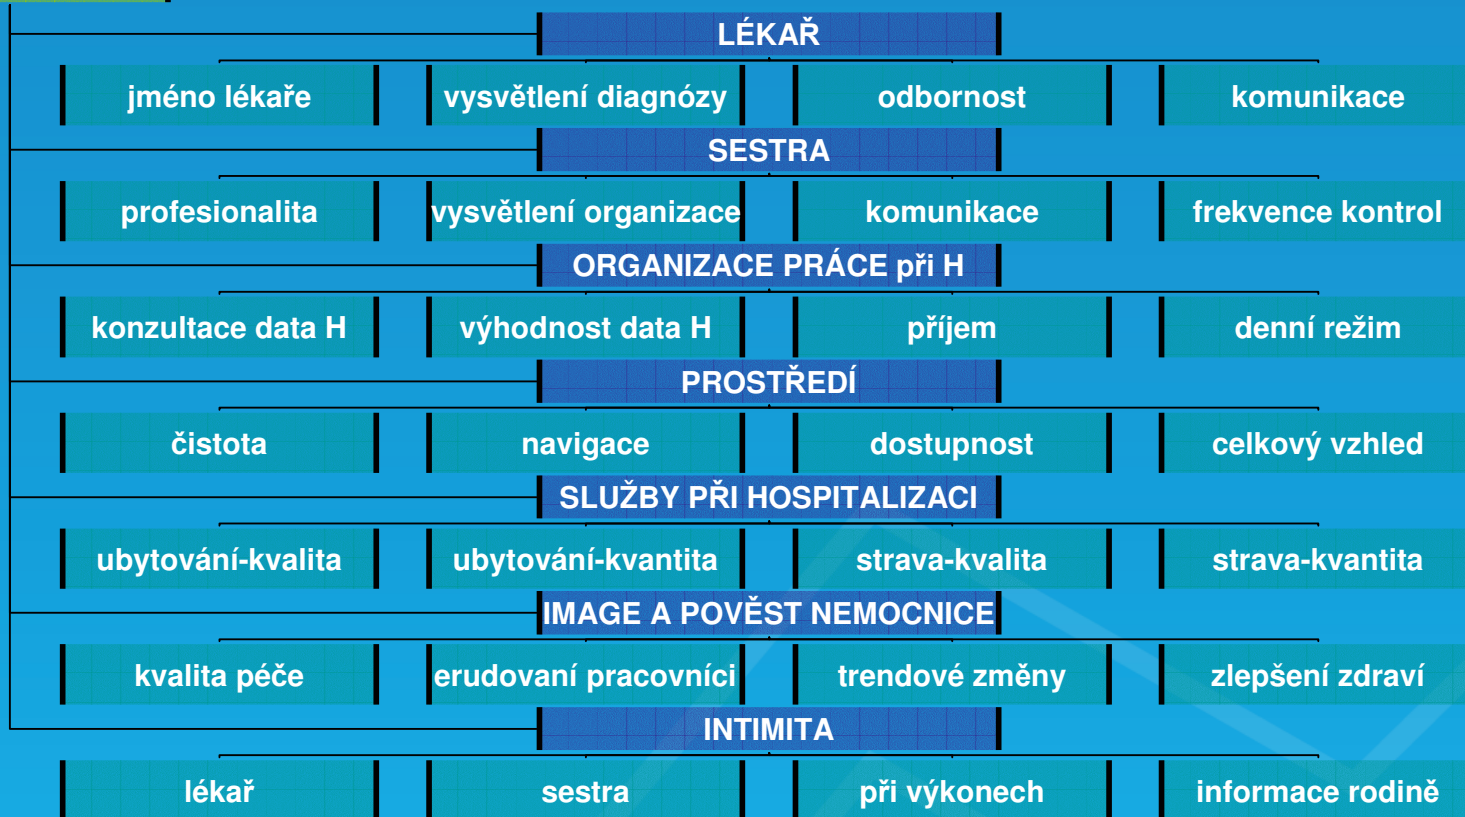 LÉKAŘ
jméno lékaře vysvětlení diagnózy odbornost komunikace
SESTRA
profesionalita vysvětlení organizace komunikace frekvence kontrol
ORGANIZACE PRÁCE při H
konzultace data H výhodnost data H příjem denní režim
PROSTŘEDÍ
čistota navigace dostupnost celkový vzhled
SLUŽBY PŘI HOSPITALIZACI
ubytování-kvalita ubytování-kvantita strava-kvalita strava-kvantita
IMAGE A POVĚST NEMOCNICE
kvalita péče erudovaní pracovníci trendové změny zlepšení zdraví
INTIMITA
lékař sestra při výkonech informace rodině